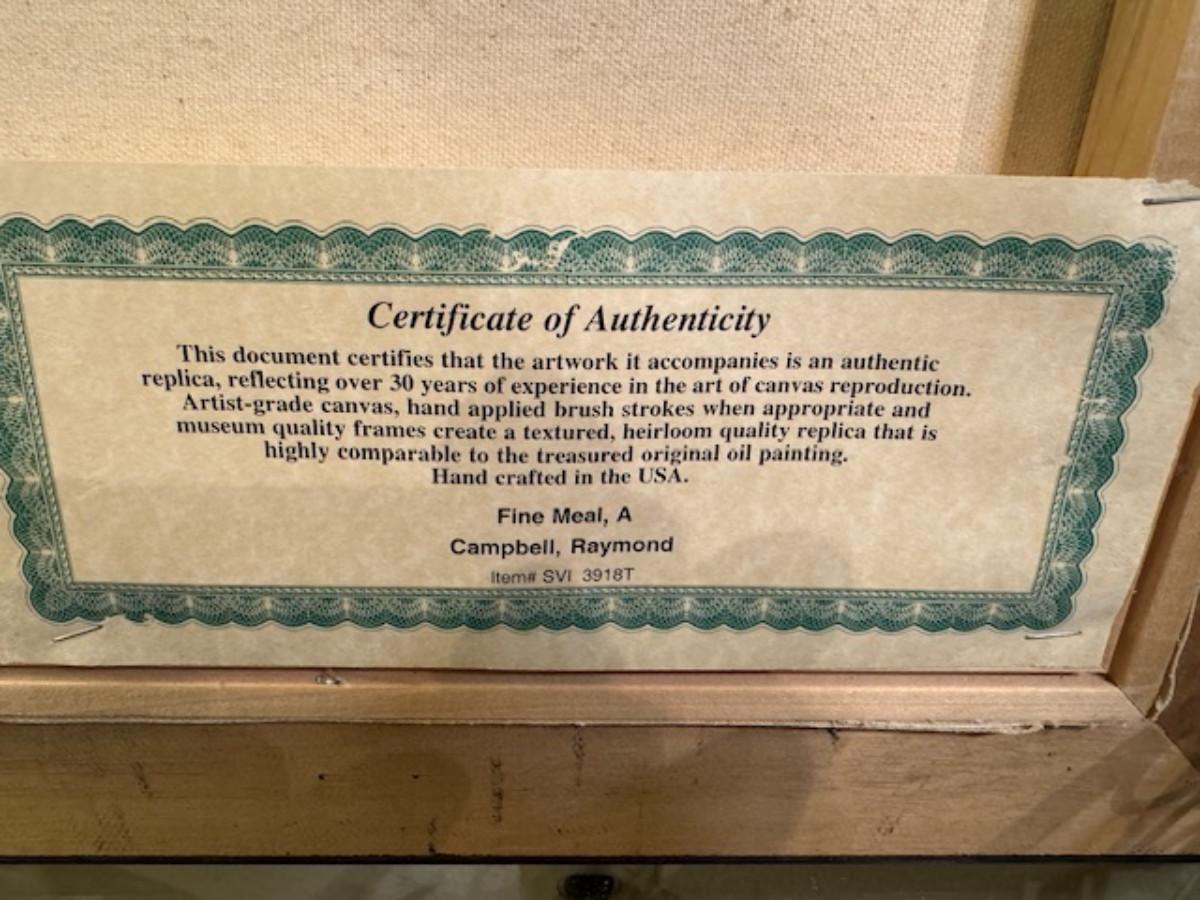 Certificate of Authenticity
This document certifies that the artwork it accompanies is an authentic
replica, reflecting over 30 years of experience in the art of canvas reproduction.
Artist-grade canvas, hand applied brush strokes when appropriate and
museum quality frames create a textured, heirloom quality replica that is
highly comparable to the treasured original oil painting.
Hand crafted in the USA.
Fine Meal, A
Campbell, Raymond
Item# SVI 3918T